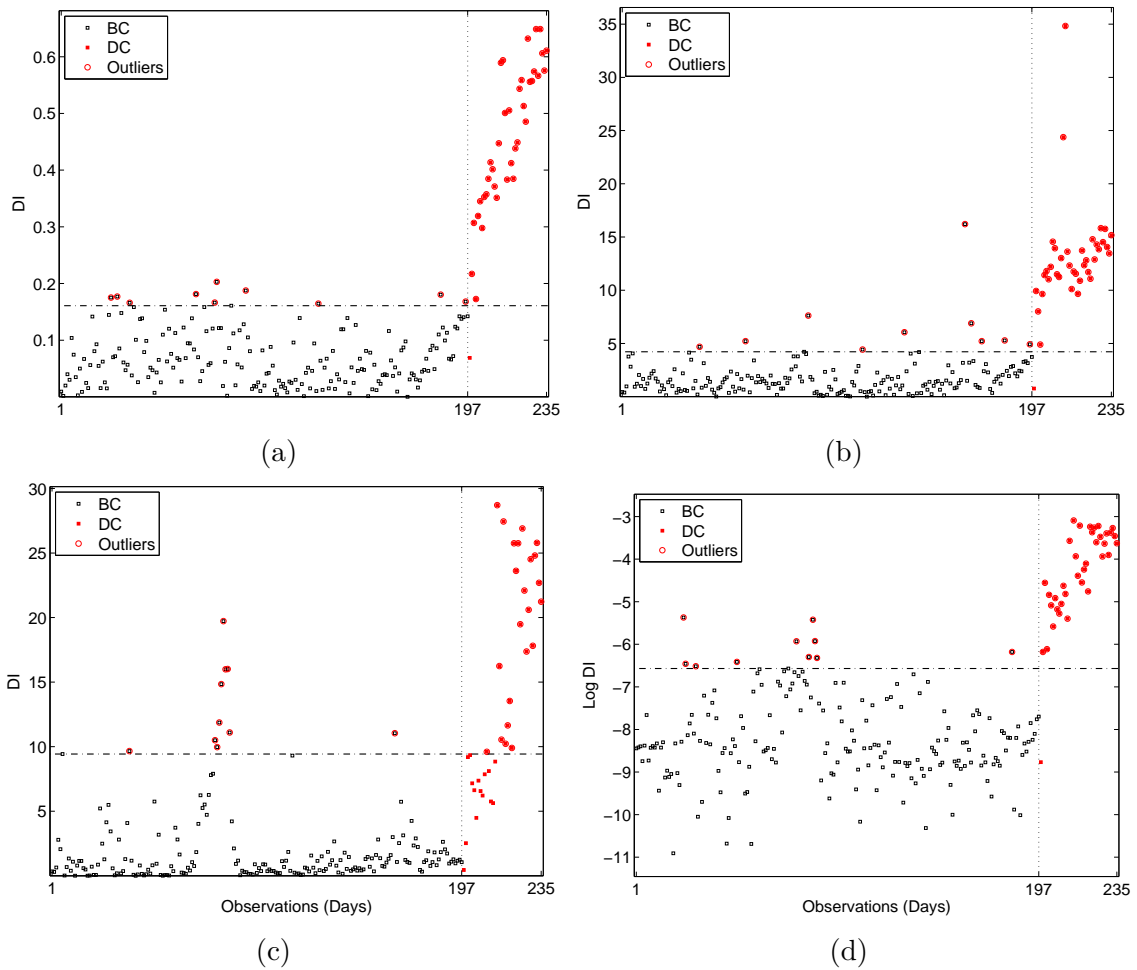 BC
DC
Outliers
0.6
0.5
0.4
0.3
0.2
0.1
DI
1
197
235
(a)
BC
DC
Outliers
35
30
25
20
15
10
5
DI
1
197
235
(b)
BC
DC
Outliers
30
25
20
15
10
5
DI
1
197
235
Observations (Days)
(c)
BC
DC
Outliers
−3
−4
−5
−6
−7
−8
−9
−10
−11
Log DI
1
197
235
Observations (Days)
(d)